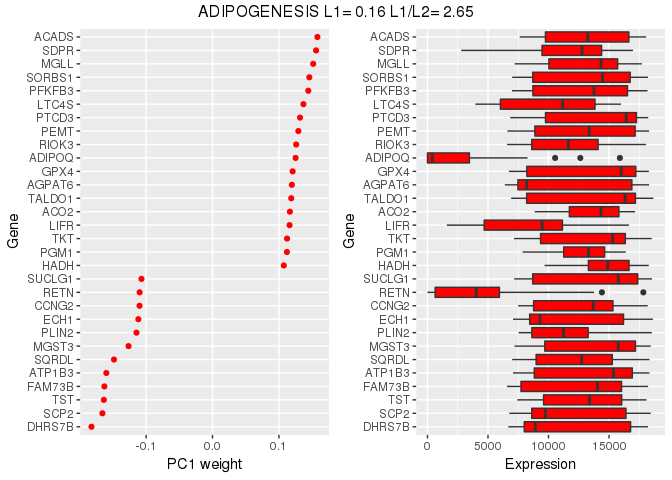 ADIPOGENESIS L1= 0.16 L1/L2= 2.65
Gene
ACADS
SDPR
MGLL
SORBS1
PFKFB3
LTC4S
PTCD3
PEMT
RIOK3
ADIPOQ
GPX4
AGPAT6
TALDO1
ACO2
LIFR
TKT
PGM1
HADH
SUCLG1
RETN
CCNG2
ECH1
PLIN2
MGST3
SQRDL
ATP1B3
FAM73B
TST
SCP2
DHRS7B
-0.1 0.0 0.1
PC1 weight
Gene
ACADS
SDPR
MGLL
SORBS1
PFKFB3
LTC4S
PTCD3
PEMT
RIOK3
ADIPOQ
GPX4
AGPAT6
TALDO1
ACO2
LIFR
TKT
PGM1
HADH
SUCLG1
RETN
CCNG2
ECH1
PLIN2
MGST3
SQRDL
ATP1B3
FAM73B
TST
SCP2
DHRS7B
0 5000 10000 15000
Expression